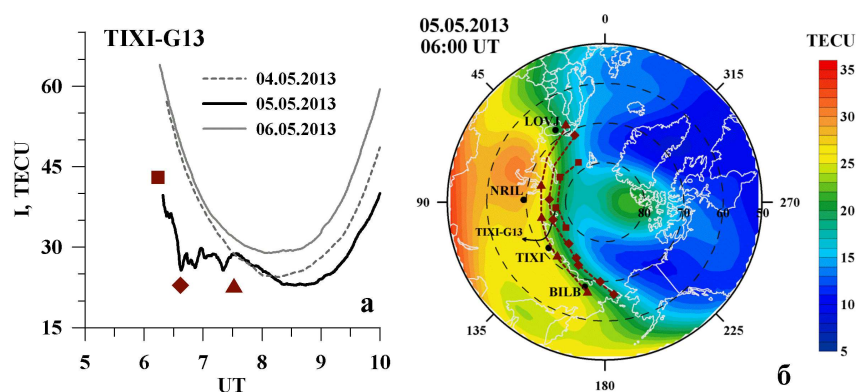 TIXI-G13
I, TECU
60
45
30
15
04.05.2013
05.05.2013
06.05.2013
а
5
6
7
8
9
10
UT
05.05.2013
06:00 UT
0
45
315
90
270
135
225
180
80
70
60
50
LOVJ
NRIL
TIXI-G13
TIXI
BILB
б
TECU
35
30
25
20
15
10
5